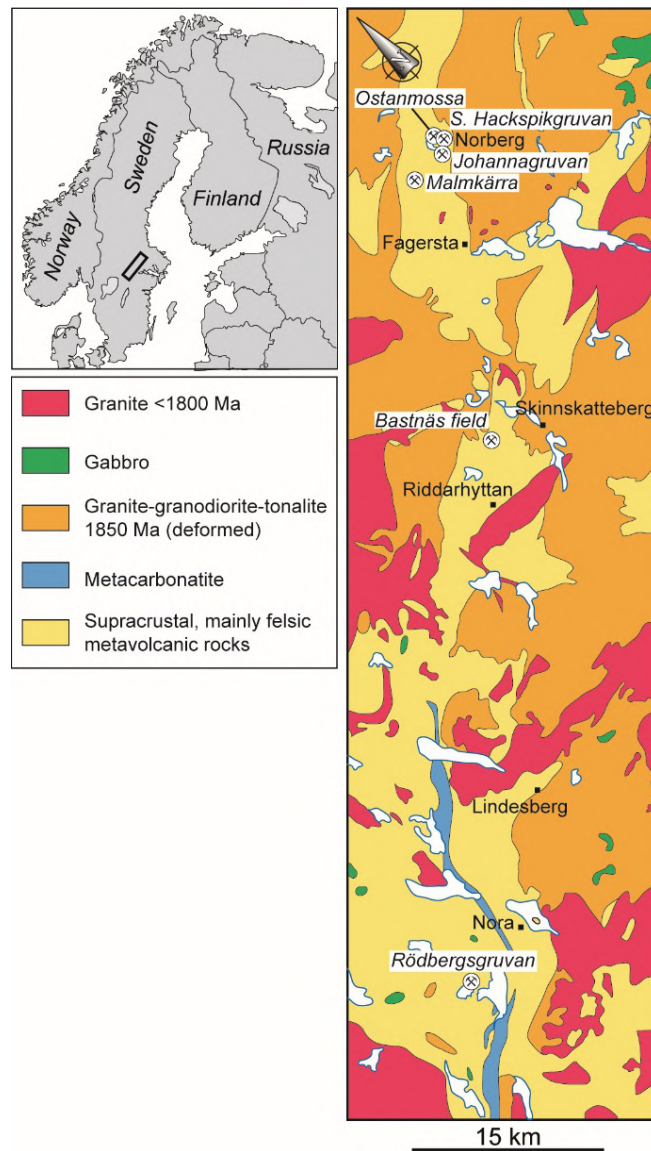 Norway
Sweden
Finland
Russia
Granite <1800 Ma
Gabbro
Granite-granodiorite-tonalite
1850 Ma (deformed)
Metacarbonatite
Supracrustal, mainly felsic
metavolcanic rocks
N
Östanmossa
S. Hackspikgruvan
Norberg
Johannagruvan
Malmkärra
Fagersta
Skinnskatteberg
Bastnäs field
Riddarhyttan
Lindesberg
Nora
Rödbergsgruvan
15 km